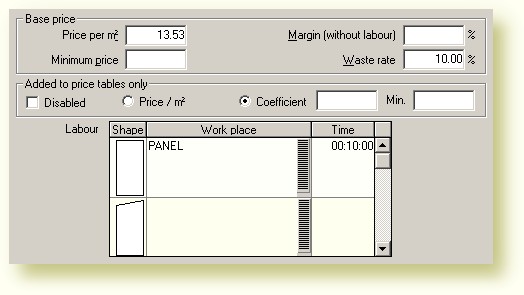 Base price
Price per m² 13.53 Margin (without labour) %
Minimum price Waste rate 10.00 %
Added to price tables only
Disabled Price / m² Coefficient Min.
Labour Shape Work place Time
PANEL 00:10:00